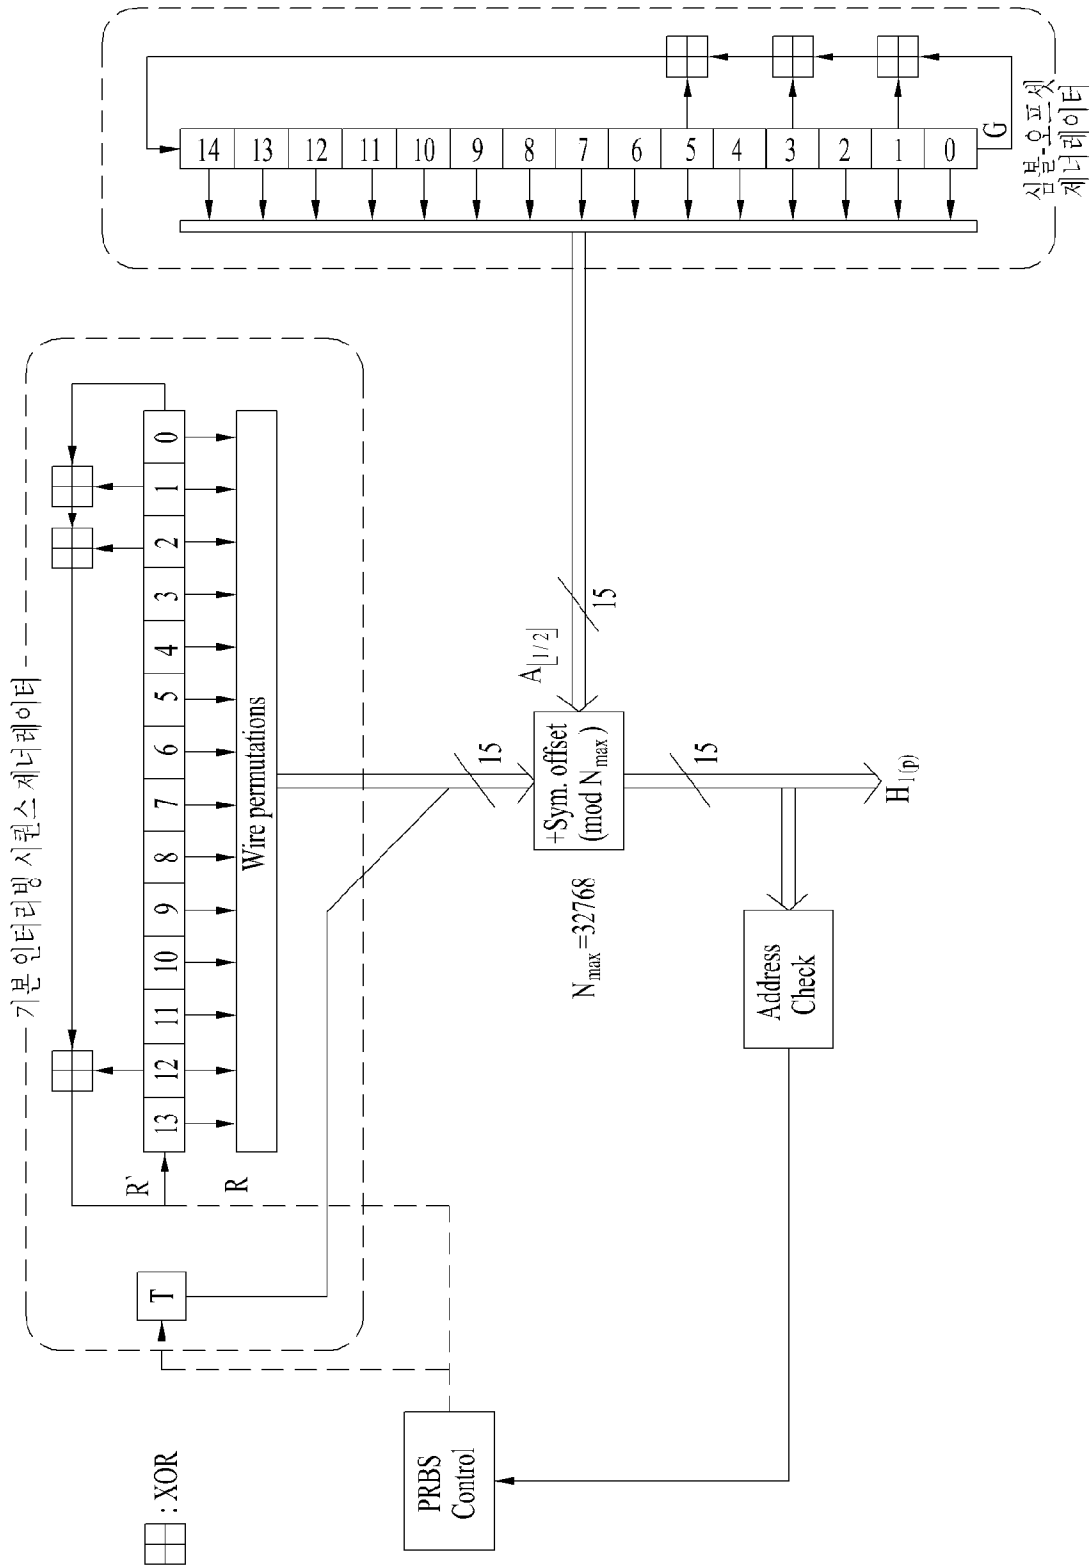 : XOR
기본 인터리빙 시퀀스 제너레이터
T
R`
13 12 11 10 9 8 7 6 5 4 3 2 1 0
R
Wire permutations
PRBS
Control
15
A⌊1/2⌋
15
+Sym. offset
(mod Nmax )
Nmax =32768
15
H1(p)
Address
Check
14 13 12 11 10 9 8 7 6 5 4 3 2 1 0
G
심볼-오프셋
제너레이터